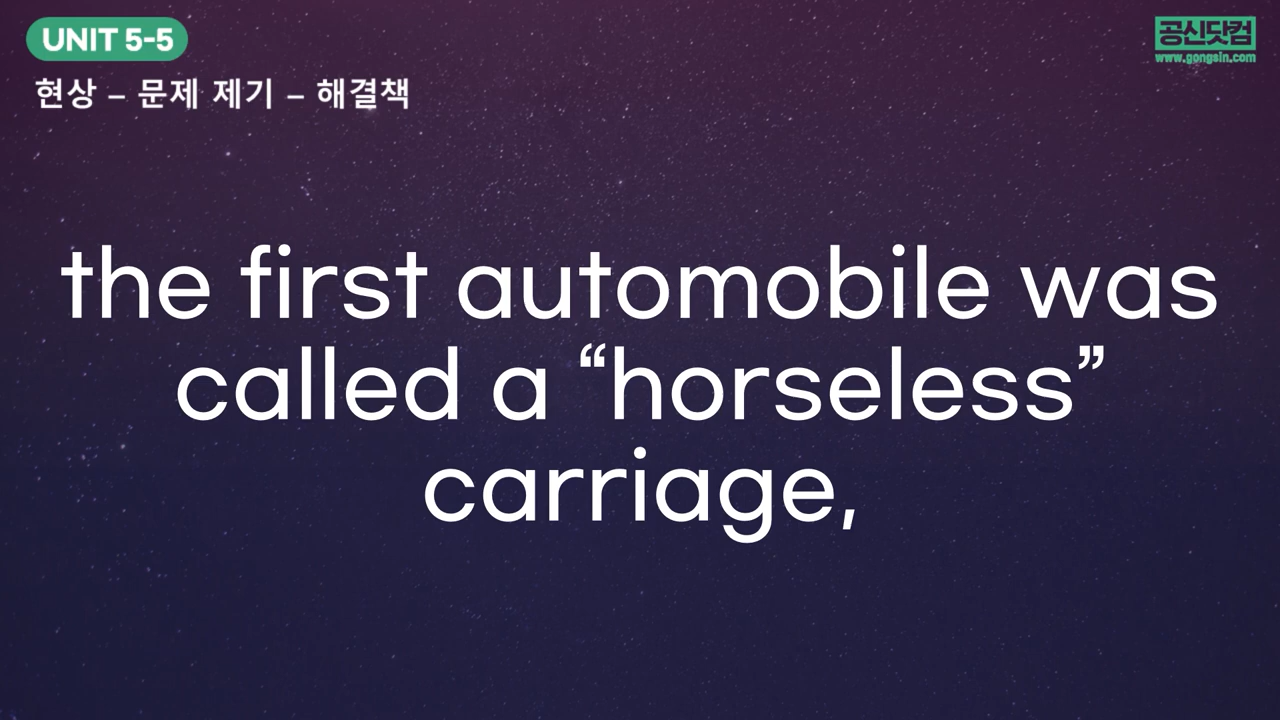 UNIT 5-5
공신닷컴
www.gongsin.com
현상 – 문제 제기 – 해결책
the first automobile was
called a “horseless”
carriage,